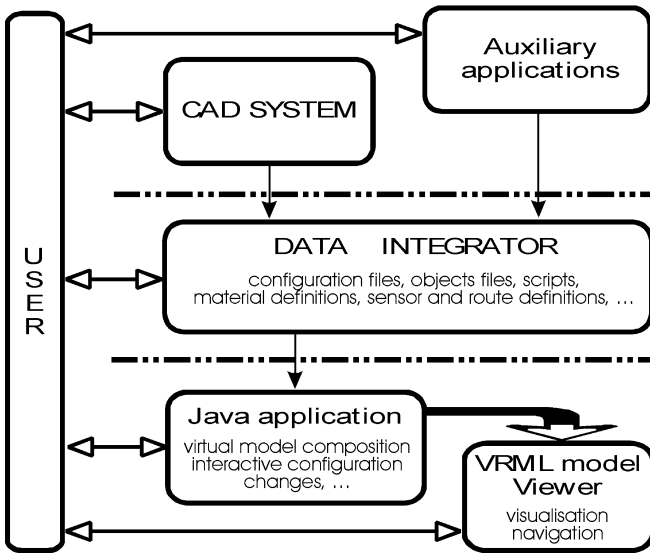 USER
Auxiliary
applications
CAD SYSTEM
DATA INTEGRATOR
configuration files, objects files, scripts,
material definitions, sensor and route definitions, ...
Java application
virtual model composition
interactive configuration
changes, ...
VRML model
Viewer
visualisation
navigation